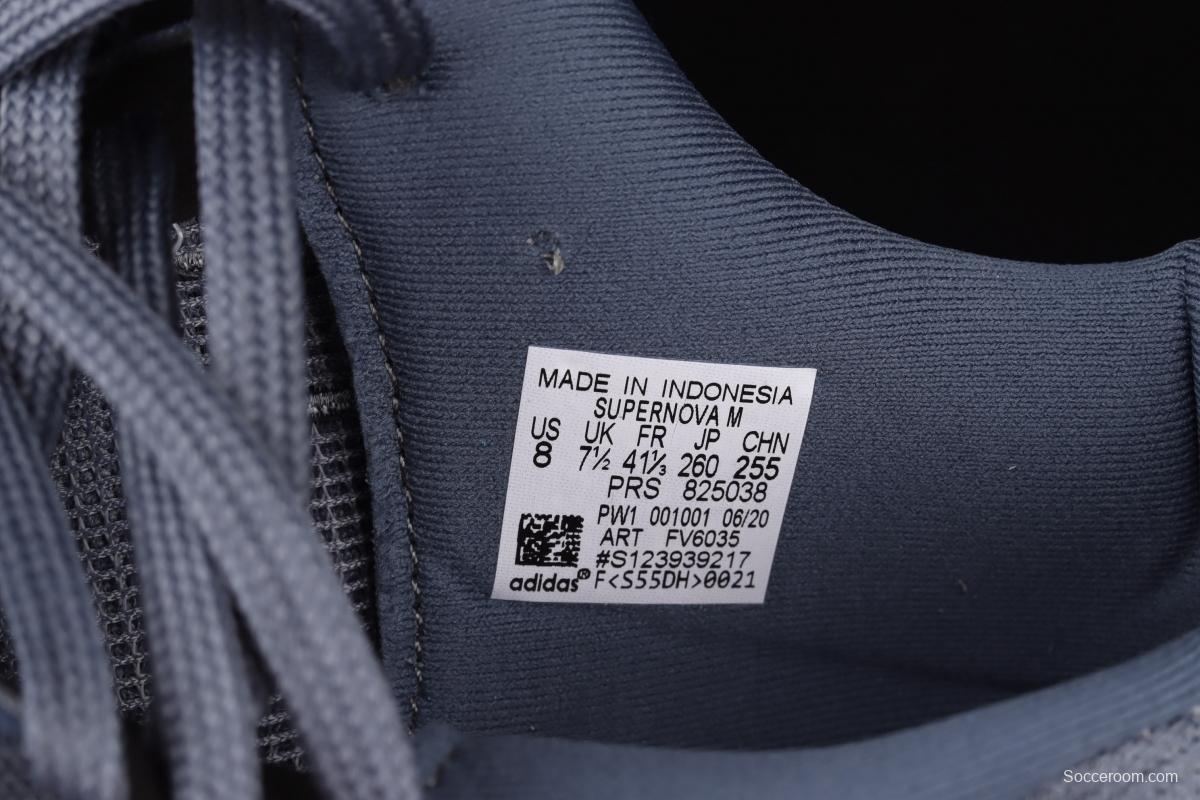 MADE IN INDONESIA
SUPERNOVA M
US UK FR JP CHN
8 7½ 41⅓ 260 255
PRS 825038
PW1 001001 06/20
ART FV6035
#S123939217
adidas® F<S55DH>0021
Socceroom.com